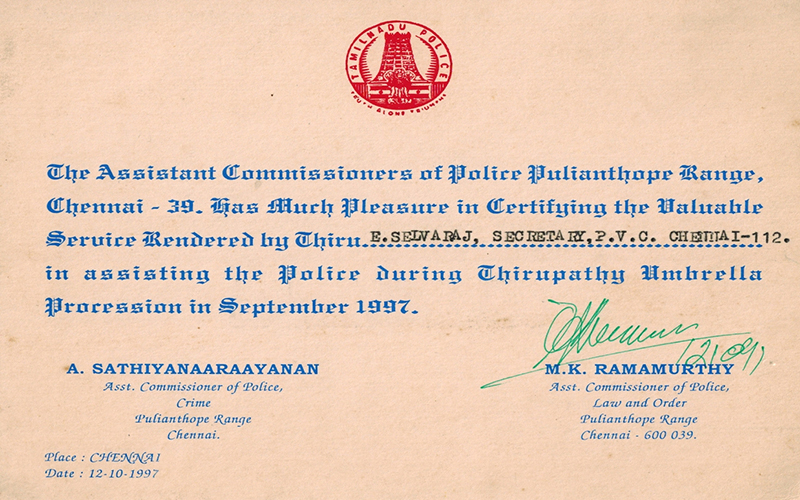 TAMILNADU POLICE
TRUTH ALONE TRIUMPHS
The Assistant Commissioners of Police Pulianthope Range,
Chennai - 39. Has Much Pleasure in Certifying the Valuable
Service Rendered by Thiru E.SELVARAJ, SECRETARY,P.V.C. CHENNAI-112.
in assisting the Police during Thirupathy Umbrella
Procession in September 1997.
A. SATHIYANAARAAYANAN
Asst. Commissioner of Police,
Crime
Pulianthope Range
Chennai.
M.K. RAMAMURTHY
Asst. Commissioner of Police,
Law and Order
Pulianthope Range
Chennai - 600 039.
Place : CHENNAI
Date : 12-10-1997